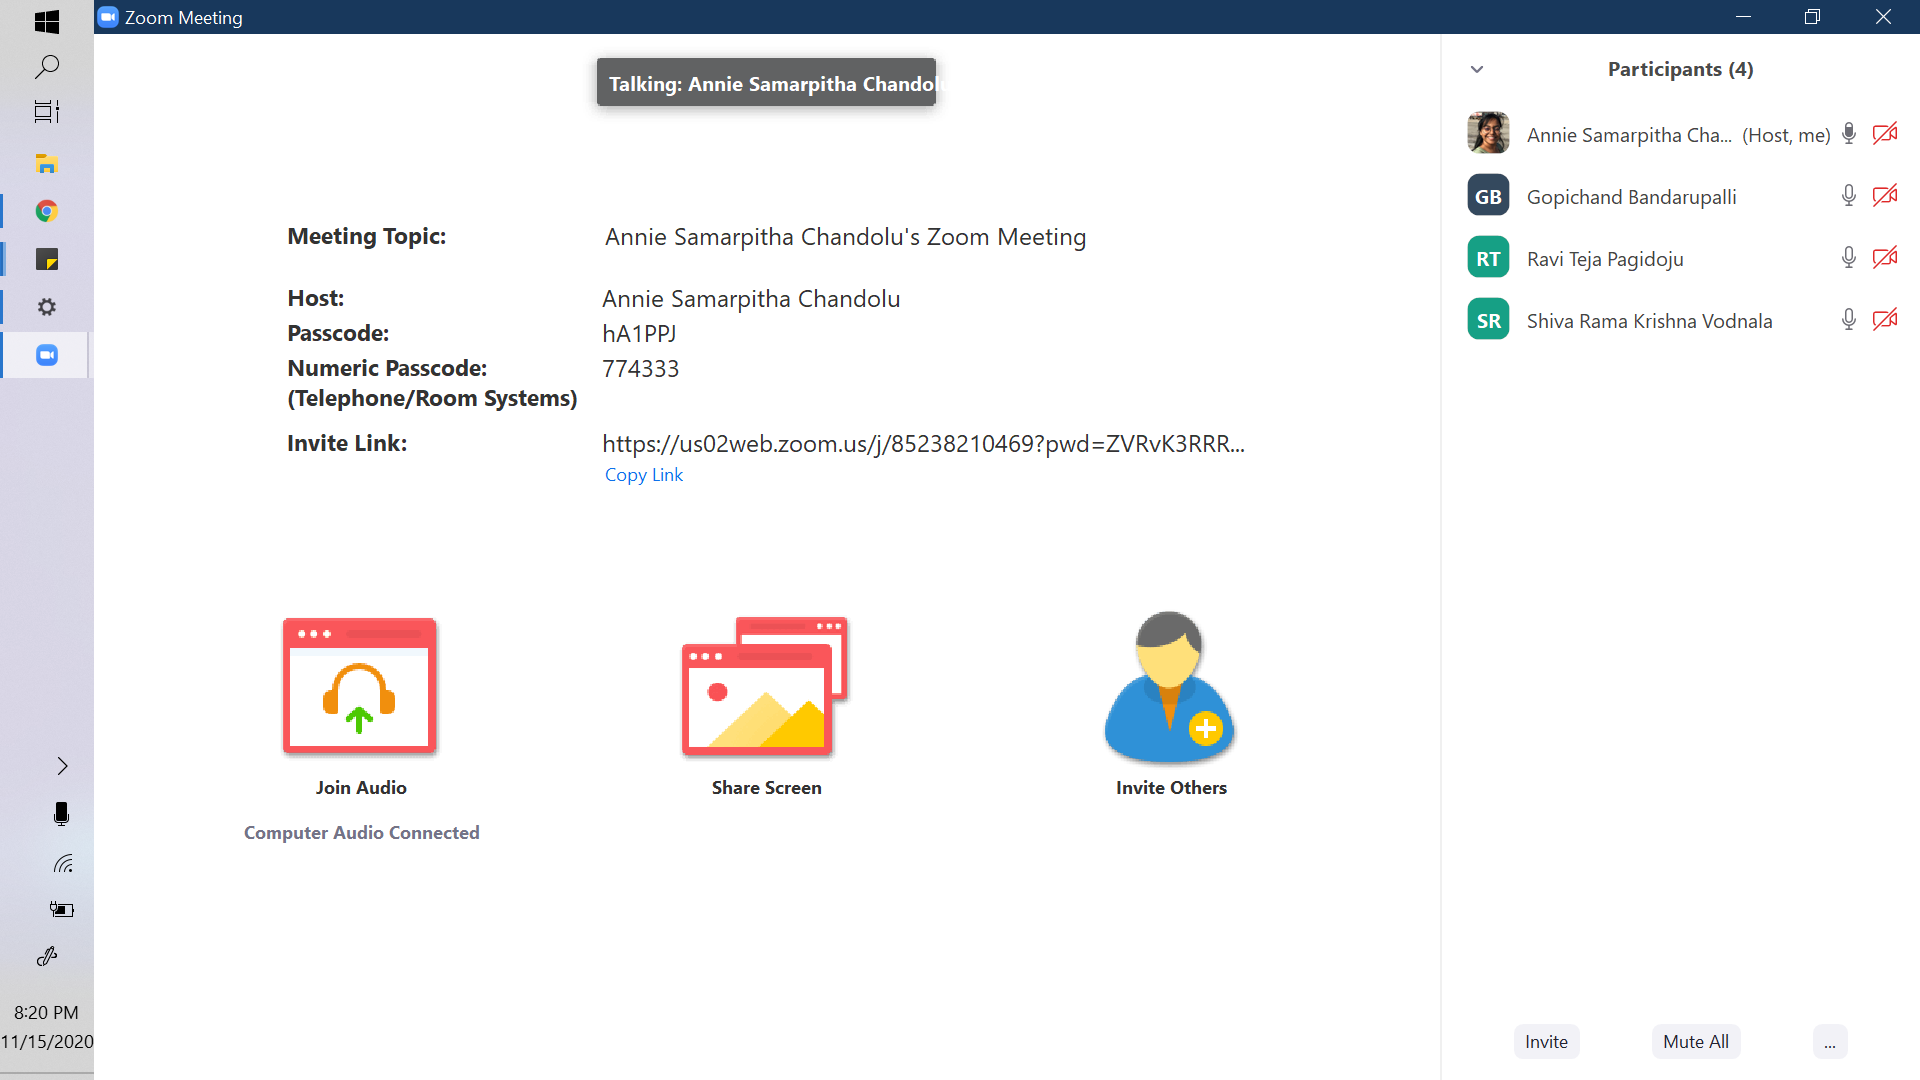 Zoom Meeting
Talking: Annie Samarpitha Chandolu
Meeting Topic: Annie Samarpitha Chandolu's Zoom Meeting
Host: Annie Samarpitha Chandolu
Passcode: hA1PPJ
Numeric Passcode: 774333
(Telephone/Room Systems)
Invite Link: https://us02web.zoom.us/j/85238210469?pwd=ZVRvK3RRR...
Copy Link
Join Audio
Computer Audio Connected
Share Screen
Invite Others
Participants (4)
Annie Samarpitha Cha... (Host, me)
GB Gopichand Bandarupalli
RT Ravi Teja Pagidoju
SR Shiva Rama Krishna Vodnala
Invite Mute All ...
8:20 PM
11/15/2020